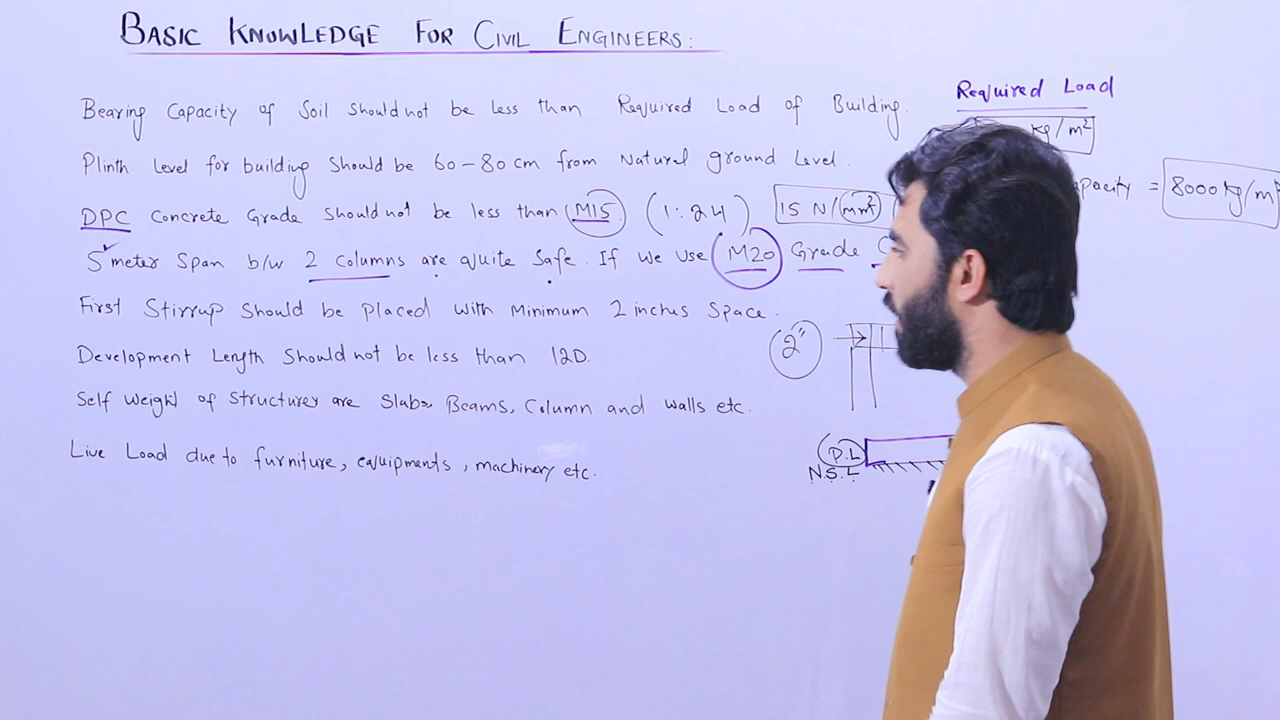 BASIC KNOWLEDGE FOR CIVIL ENGINEERS:
Bearing Capacity of Soil Should not be less than Required Load of Building.
Plinth Level for building Should be 60-80 cm from Natural ground Level.
DPC Concrete Grade Should not be less than M15 (1:24) 15 N/mm²
5 meter Span b/w 2 columns are quite Safe. If we use M20 Grade
First Stirrup Should be placed with Minimum 2 inches Space.
Development Length Should not be less than 12D.
Self Weight of Structures are Slabs, Beams, Column and walls etc.
Live Load due to furniture, equipments, machinery etc.
Required Load
kg/m²
= 8000 kg/m²
2"
P.L
N.S.L